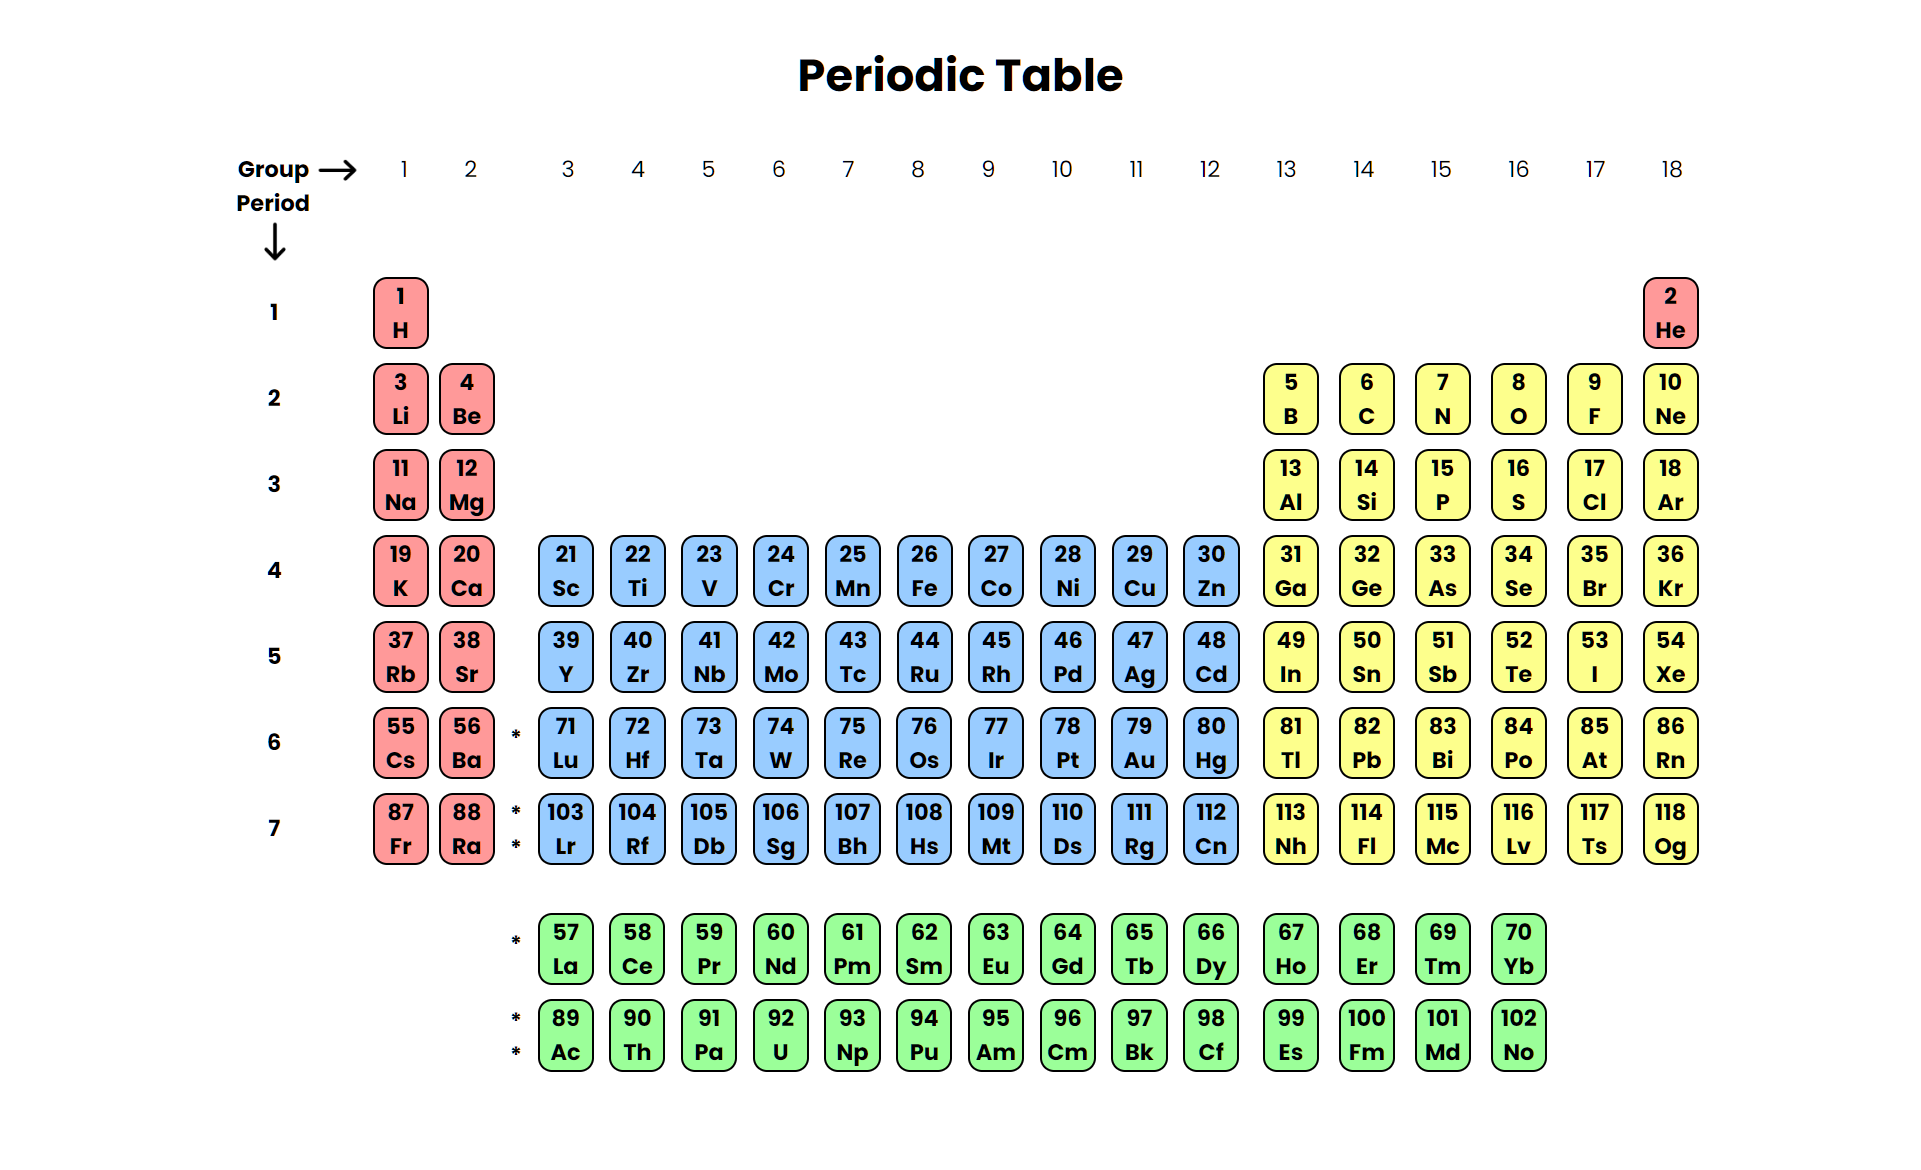 Periodic Table
Group 1 2 3 4 5 6 7 8 9 10 11 12 13 14 15 16 17 18
Period
1 2
1
H He
3 4 5 6 7 8 9 10
2
Li Be B C N O F Ne
11 12 13 14 15 16 17 18
3
Na Mg Al Si P S Cl Ar
19 20 21 22 23 24 25 26 27 28 29 30 31 32 33 34 35 36
4
K Ca Sc Ti V Cr Mn Fe Co Ni Cu Zn Ga Ge As Se Br Kr
37 38 39 40 41 42 43 44 45 46 47 48 49 50 51 52 53 54
5
Rb Sr Y Zr Nb Mo Tc Ru Rh Pd Ag Cd In Sn Sb Te I Xe
55 56 71 72 73 74 75 76 77 78 79 80 81 82 83 84 85 86
6 *
Cs Ba Lu Hf Ta W Re Os Ir Pt Au Hg Tl Pb Bi Po At Rn
87 88 * 103 104 105 106 107 108 109 110 111 112 113 114 115 116 117 118
7
Fr Ra * Lr Rf Db Sg Bh Hs Mt Ds Rg Cn Nh Fl Mc Lv Ts Og
* 57 58 59 60 61 62 63 64 65 66 67 68 69 70
La Ce Pr Nd Pm Sm Eu Gd Tb Dy Ho Er Tm Yb
* 89 90 91 92 93 94 95 96 97 98 99 100 101 102
* Ac Th Pa U Np Pu Am Cm Bk Cf Es Fm Md No